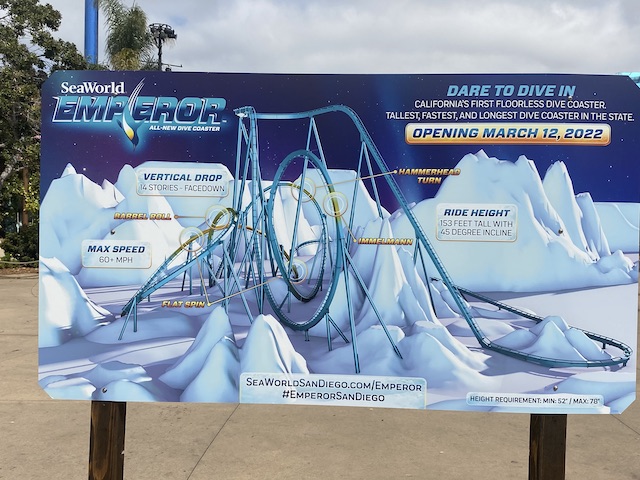 SeaWorld
EMPEROR
ALL-NEW DIVE COASTER
DARE TO DIVE IN
CALIFORNIA'S FIRST FLOORLESS DIVE COASTER.
TALLEST, FASTEST, AND LONGEST DIVE COASTER IN THE STATE.
OPENING MARCH 12, 2022
VERTICAL DROP
14 STORIES - FACEDOWN
HAMMERHEAD
TURN
BARREL ROLL
RIDE HEIGHT
153 FEET TALL WITH
45 DEGREE INCLINE
IMMELMANN
MAX SPEED
60+ MPH
FLAT SPIN
SEAWORLDSANDIEGO.COM/EMPEROR
#EMPERORSANDIEGO
HEIGHT REQUIREMENT: MIN: 52" / MAX: 78"